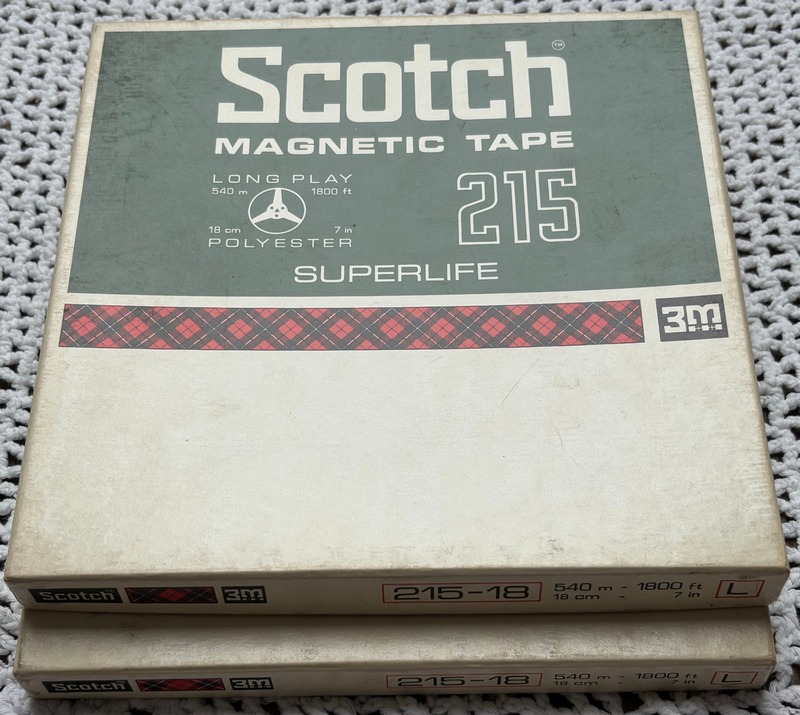 Scotch™
MAGNETIC TAPE
LONG PLAY
540 m 1800 ft
18 cm 7 in
POLYESTER
215
SUPERLIFE
3M
Scotch 3M 215-18 540 m - 1800 ft L
18 cm - 7 in
Scotch 3M 215-18 540 m - 1800 ft L
18 cm - 7 in